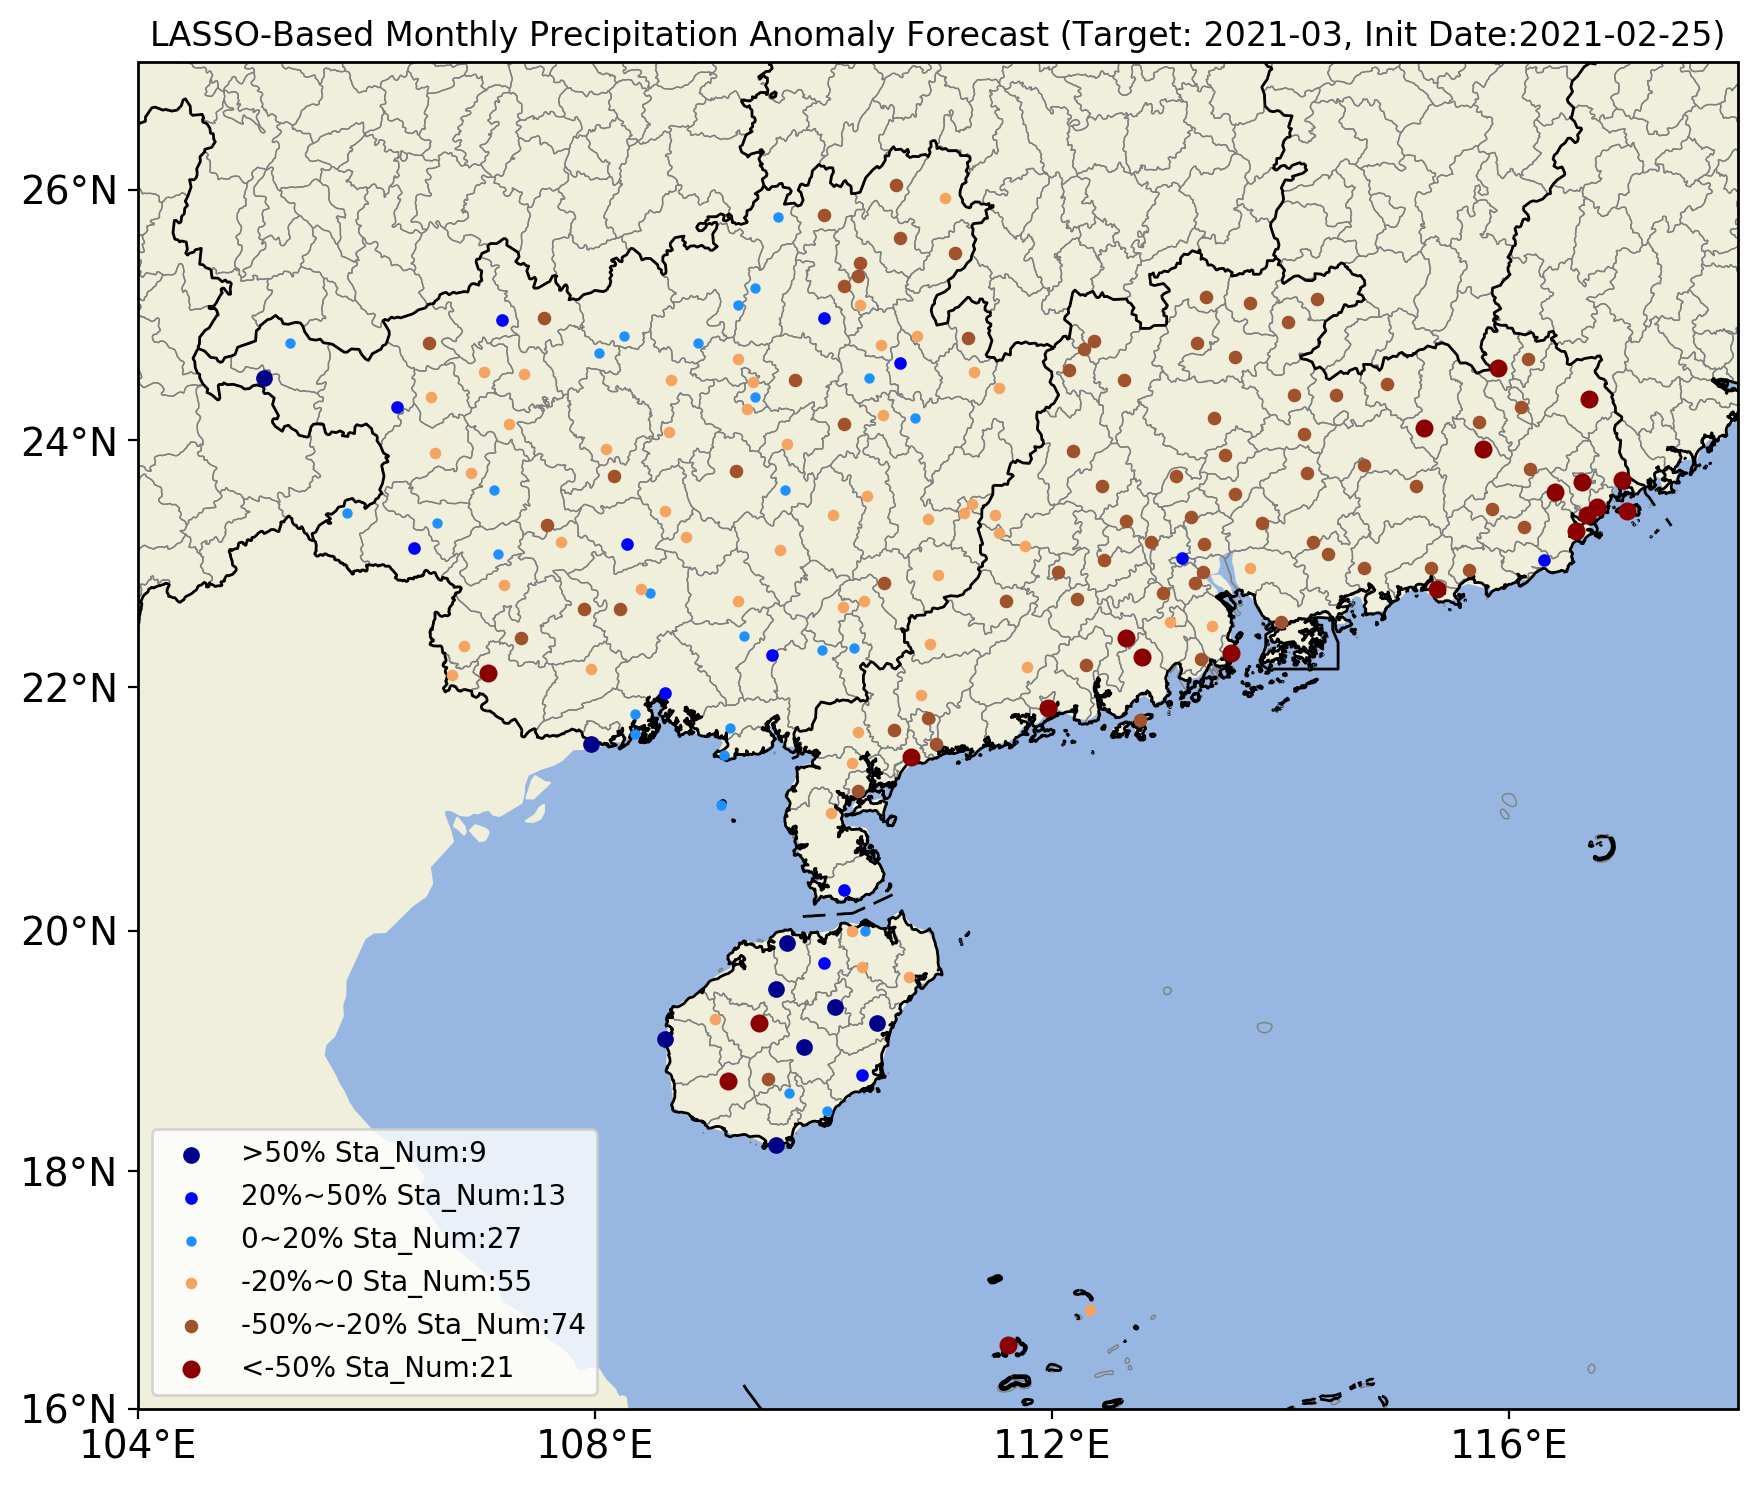 LASSO-Based Monthly Precipitation Anomaly Forecast (Target: 2021-03, Init Date:2021-02-25)
26°N
24°N
22°N
20°N
18°N
16°N
>50% Sta_Num:9
20%~50% Sta_Num:13
0~20% Sta_Num:27
-20%~0 Sta_Num:55
-50%~-20% Sta_Num:74
<-50% Sta_Num:21
104°E
108°E
112°E
116°E